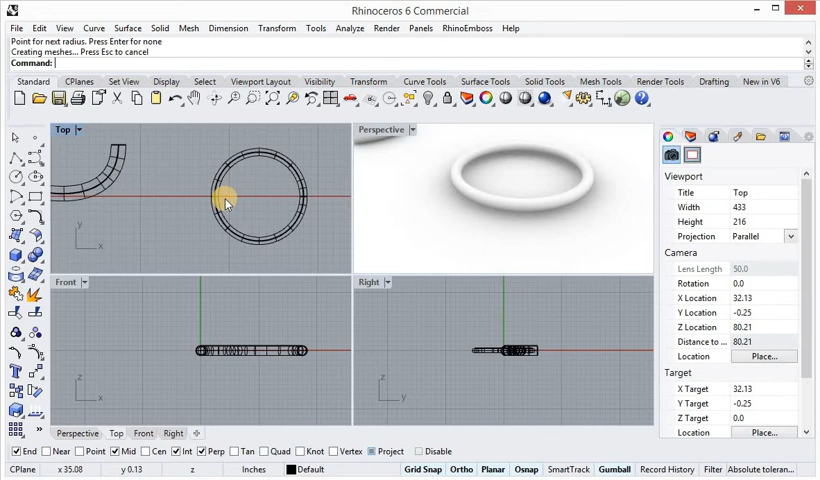 Rhinoceros 6 Commercial
File Edit View Curve Surface Solid Mesh Dimension Transform Tools Analyze Render Panels RhinoEmboss Help
Point for next radius. Press Enter for none
Creating meshes... Press Esc to cancel
Command:
Standard CPlanes Set View Display Select Viewport Layout Visibility Transform Curve Tools Surface Tools Solid Tools Mesh Tools Render Tools Drafting New in V6
Top
Perspective
y
x
Front
Right
z
x
z
y
Viewport
Title Top
Width 433
Height 216
Projection Parallel
Camera
Lens Length 50.0
Rotation 0.0
X Location 32.13
Y Location -0.25
Z Location 80.21
Distance to ... 80.21
Location Place...
Target
X Target 32.13
Y Target -0.25
Z Target 0.0
Location Place...
Perspective Top Front Right
End Near Point Mid Cen Int Perp Tan Quad Knot Vertex Project Disable
CPlane x 35.08 y 0.13 z Inches Default Grid Snap Ortho Planar Osnap SmartTrack Gumball Record History Filter Absolute toleran...